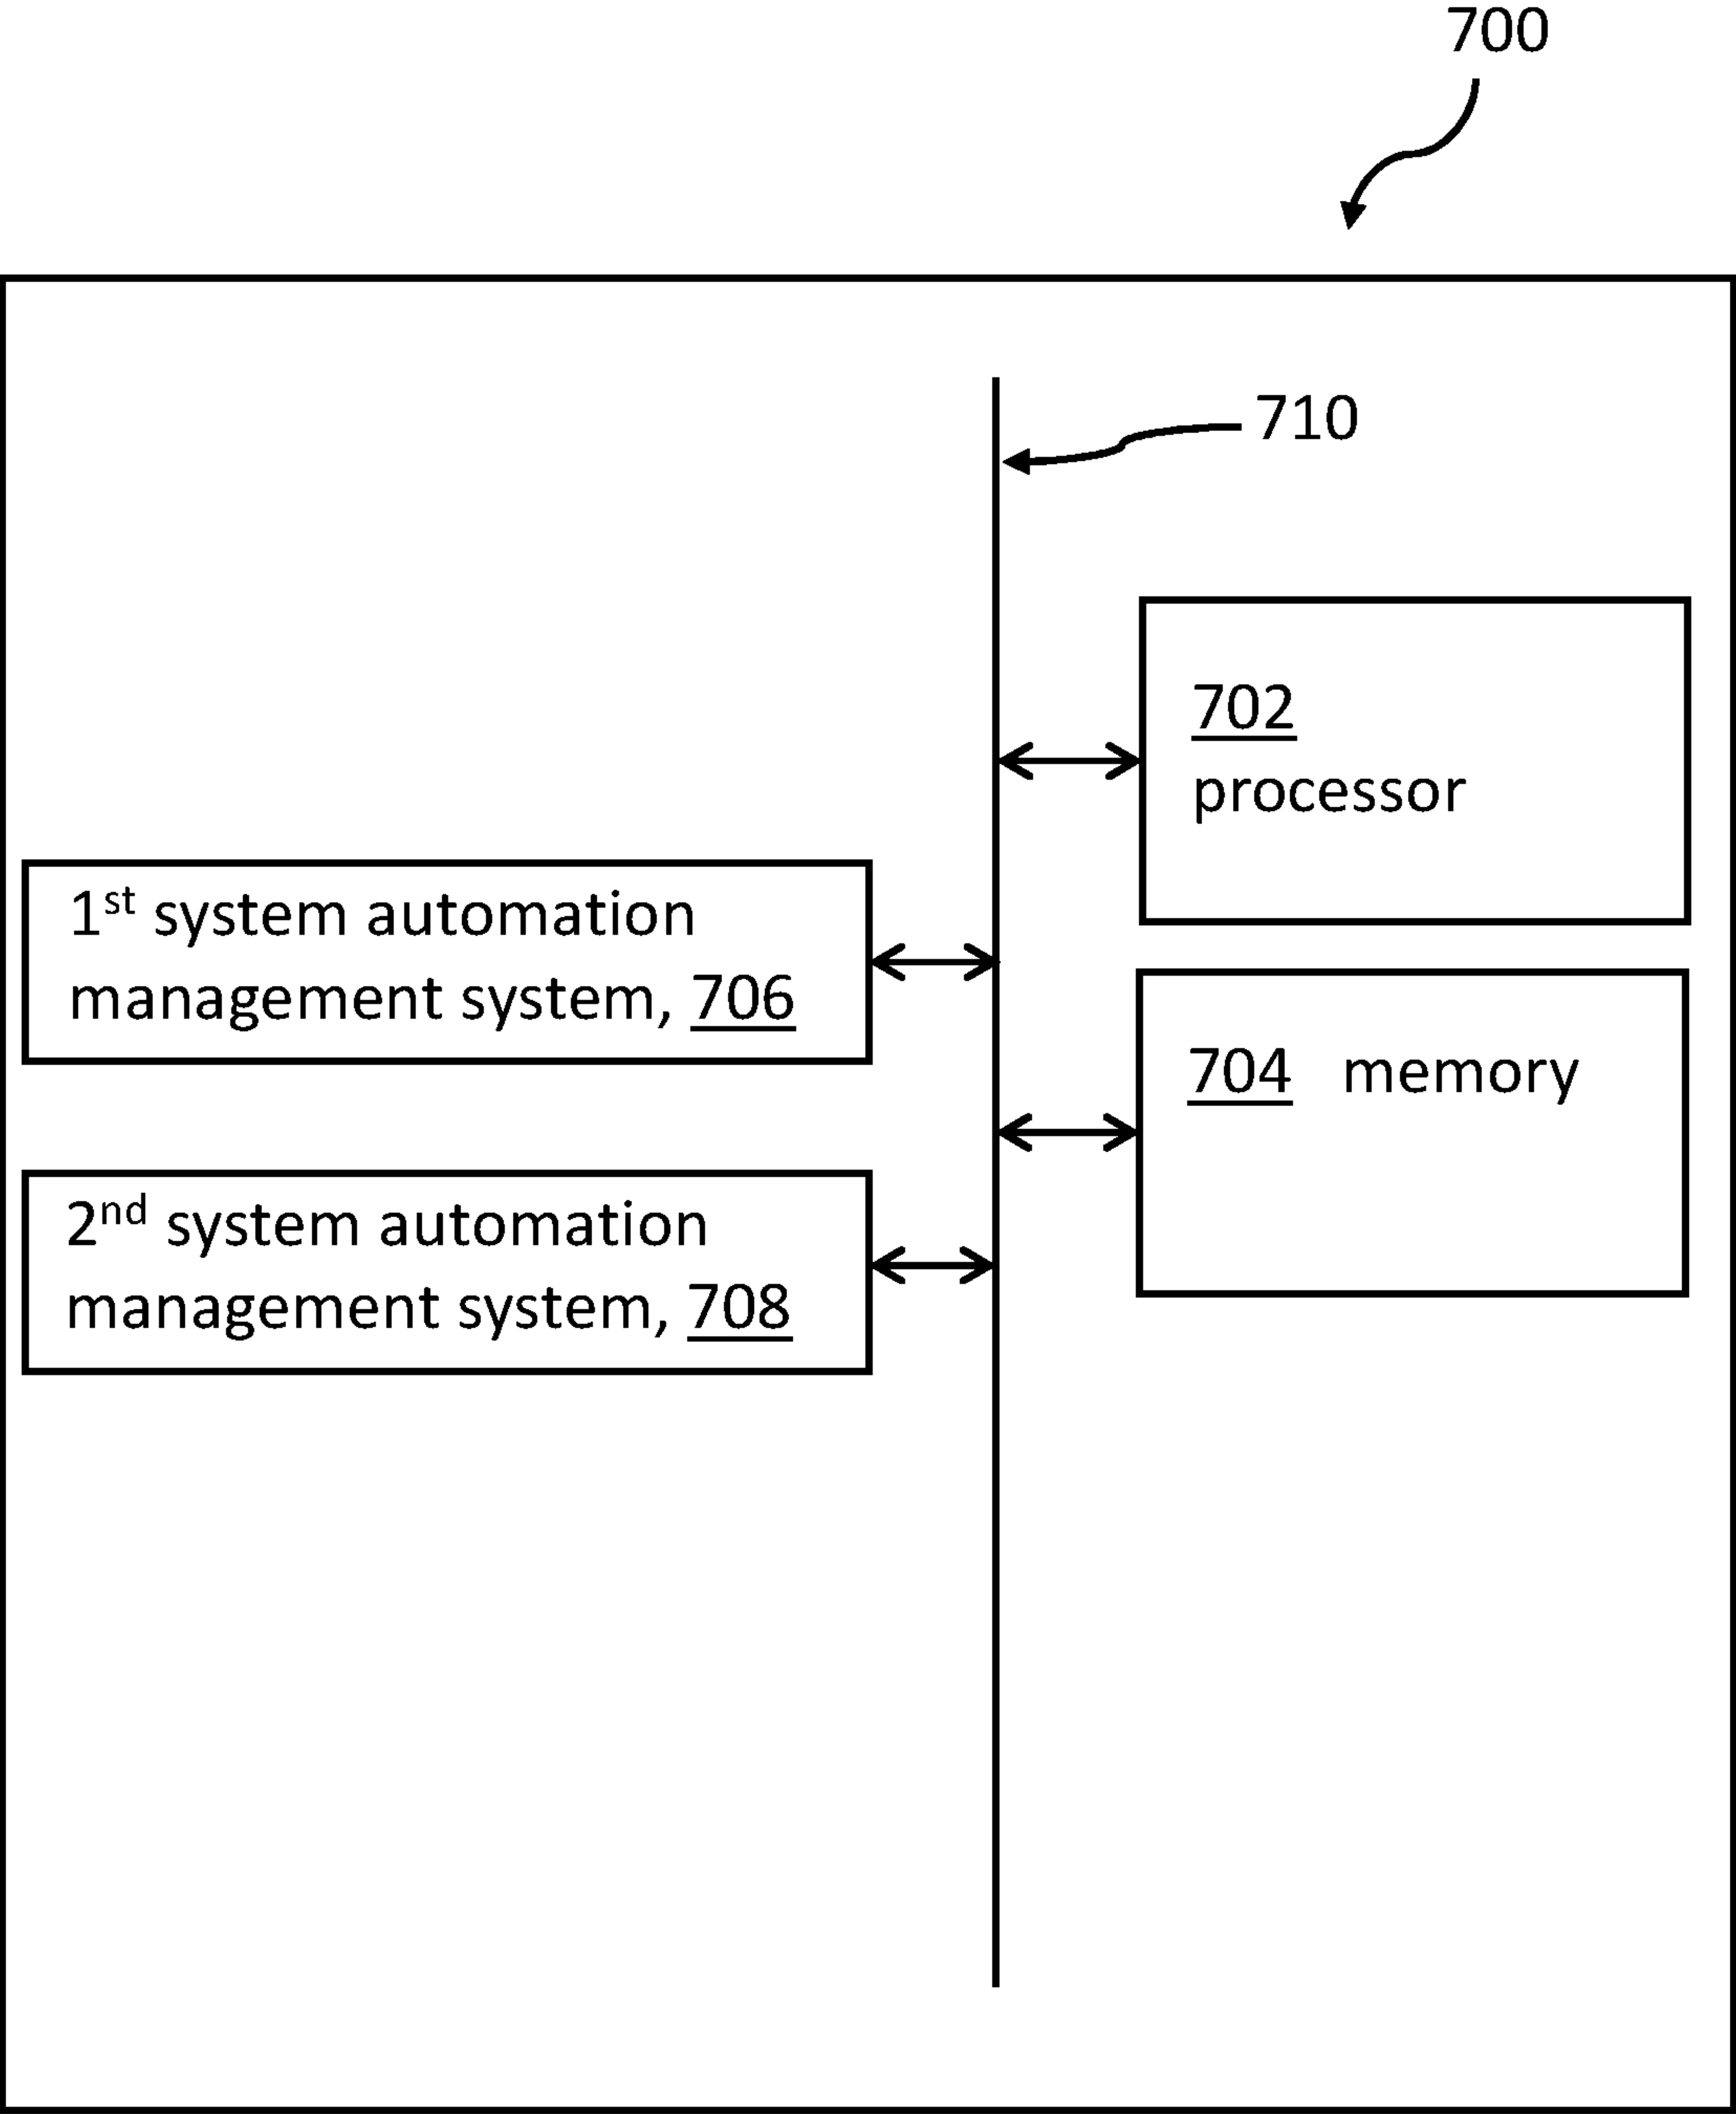 700
710
702
processor
1st system automation
management system, 706
704 memory
2nd system automation
management system, 708